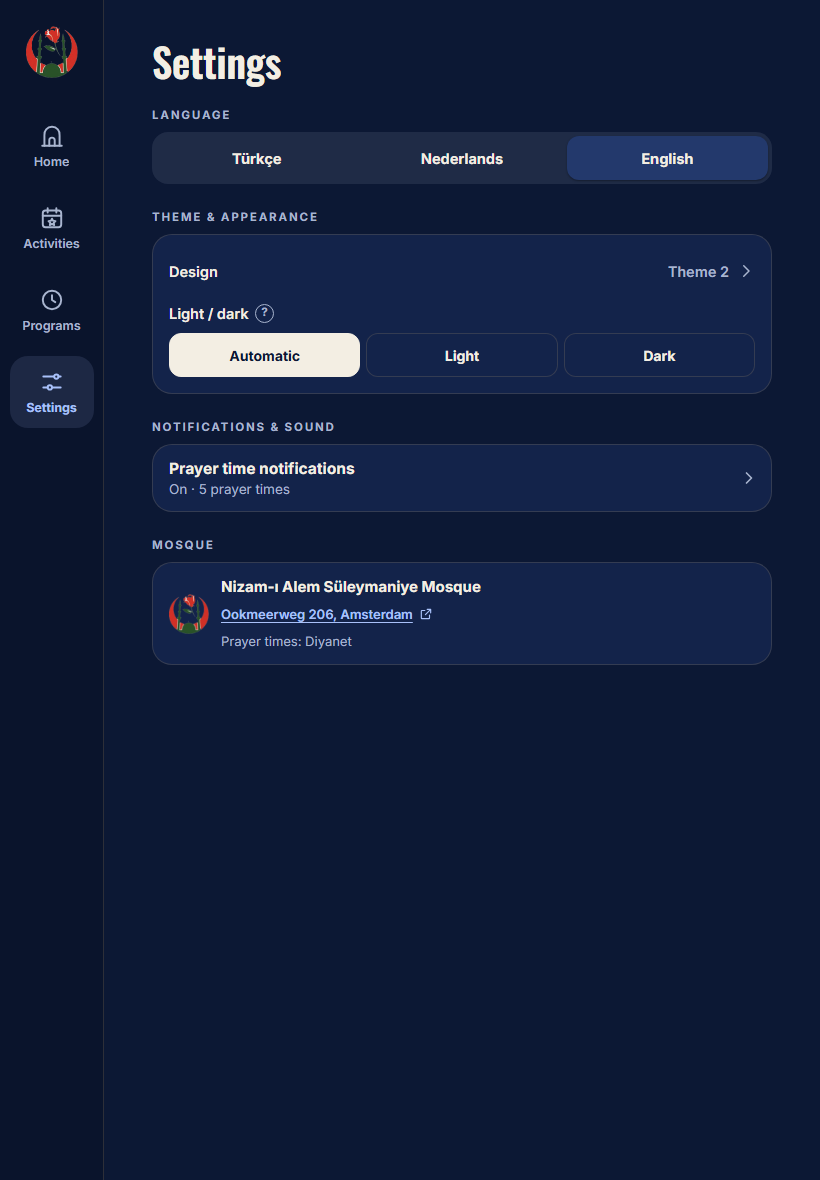 Home
Activities
Programs
Settings
Settings
LANGUAGE
Türkçe
Nederlands
English
THEME & APPEARANCE
Design
Theme 2
Light / dark ?
Automatic
Light
Dark
NOTIFICATIONS & SOUND
Prayer time notifications
On · 5 prayer times
MOSQUE
Nizam-ı Alem Süleymaniye Mosque
Ookmeerweg 206, Amsterdam
Prayer times: Diyanet